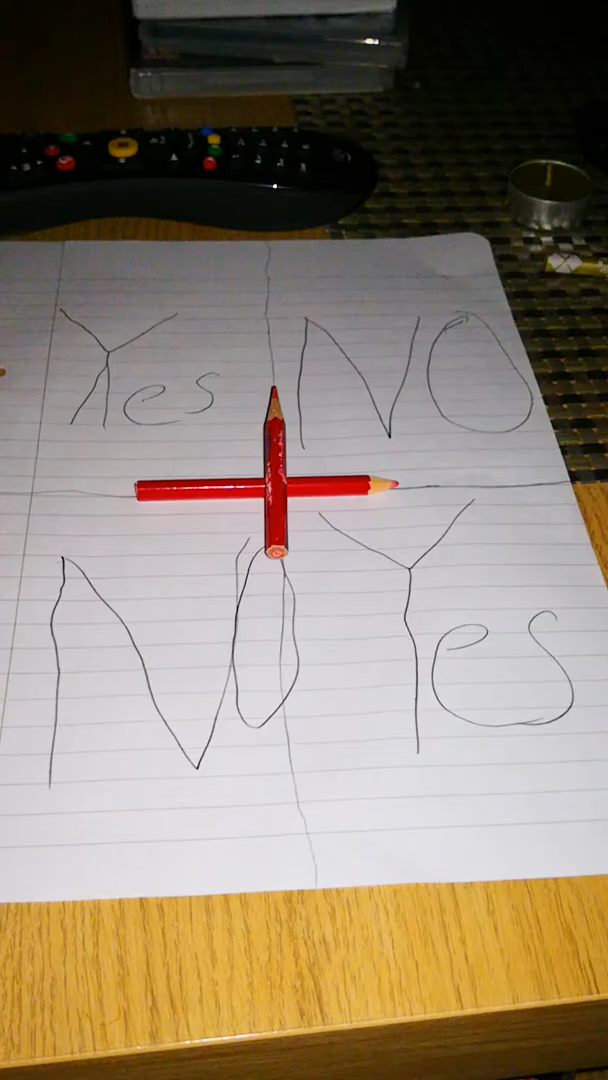 Yes NO
NO Yes